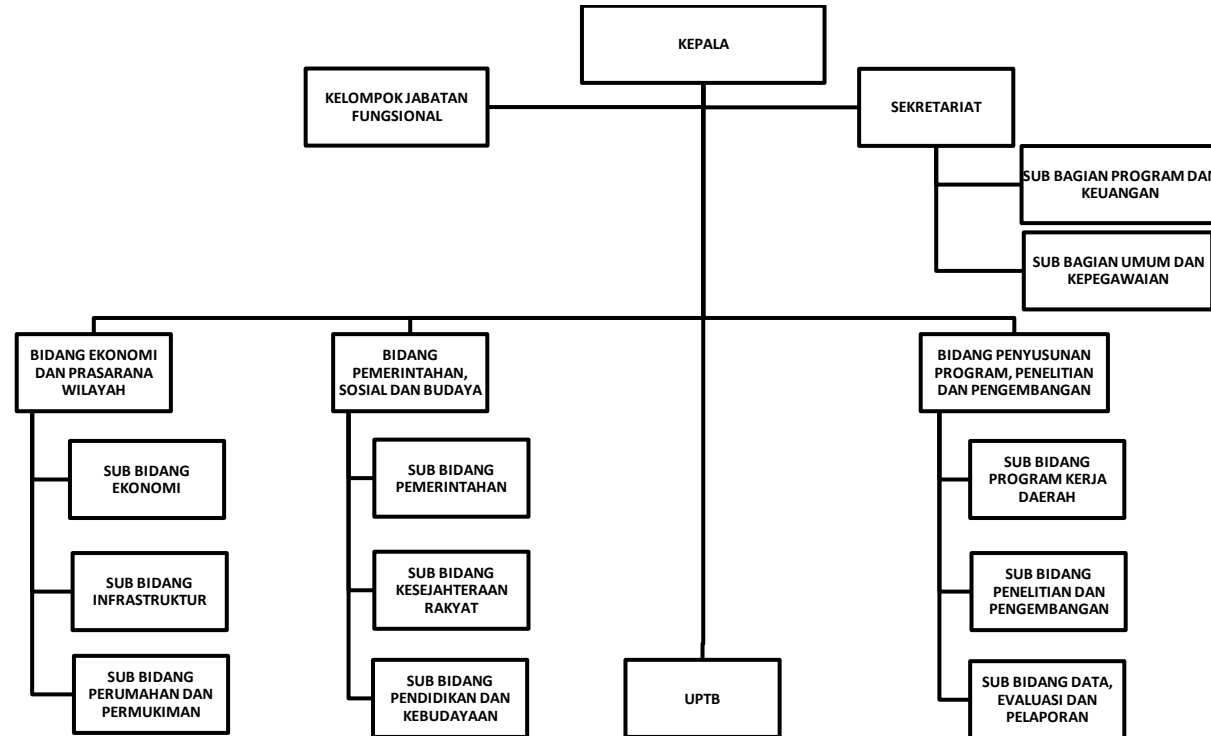 KEPALA
KELOMPOK JABATAN
FUNGSIONAL
SEKRETARIAT
SUB BAGIAN PROGRAM DAN
KEUANGAN
SUB BAGIAN UMUM DAN
KEPEGAWAIAN
BIDANG EKONOMI
DAN PRASARANA
WILAYAH
BIDANG
PEMERINTAHAN,
SOSIAL DAN BUDAYA
BIDANG PENYUSUNAN
PROGRAM, PENELITIAN
DAN PENGEMBANGAN
SUB BIDANG
EKONOMI
SUB BIDANG
PEMERINTAHAN
SUB BIDANG
PROGRAM KERJA
DAERAH
SUB BIDANG
INFRASTRUKTUR
SUB BIDANG
KESEJAHTERAAN
RAKYAT
SUB BIDANG
PENELITIAN DAN
PENGEMBANGAN
SUB BIDANG
PERUMAHAN DAN
PERMUKIMAN
SUB BIDANG
PENDIDIKAN DAN
KEBUDAYAAN
UPTB
SUB BIDANG DATA,
EVALUASI DAN
PELAPORAN